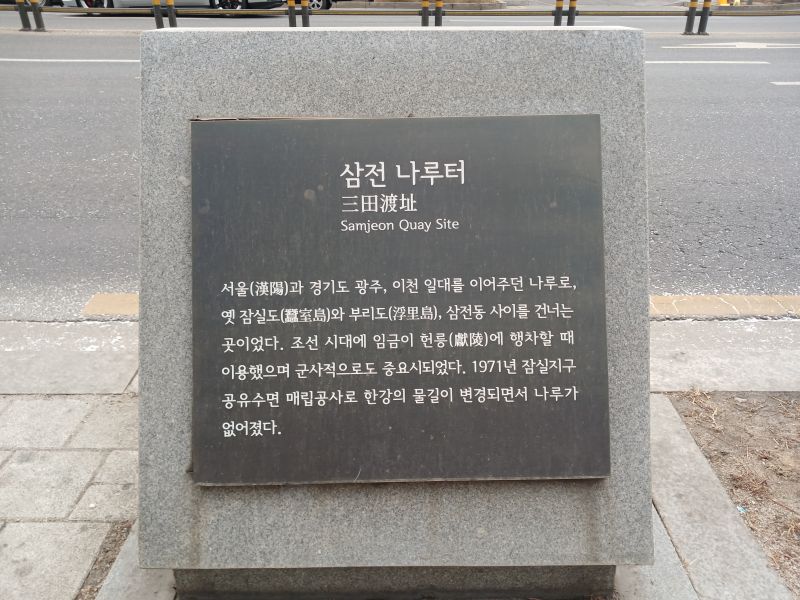 삼전 나루터
三田渡址
Samjeon Quay Site
서울(漢陽)과 경기도 광주, 이천 일대를 이어주던 나루로,
옛 잠실도(蠶室島)와 부리도(浮里島), 삼전동 사이를 건너는
곳이었다. 조선 시대에 임금이 헌릉(獻陵)에 행차할 때
이용했으며 군사적으로도 중요시되었다. 1971년 잠실지구
공유수면 매립공사로 한강의 물길이 변경되면서 나루가
없어졌다.